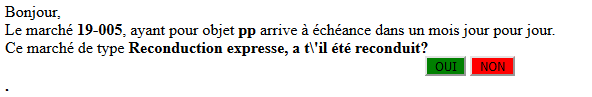 Bonjour,
Le marché 19-005, ayant pour objet pp arrive à échéance dans un mois jour pour jour.
Ce marché de type Reconduction expresse, a t\'il été reconduit?
OUI NON
.